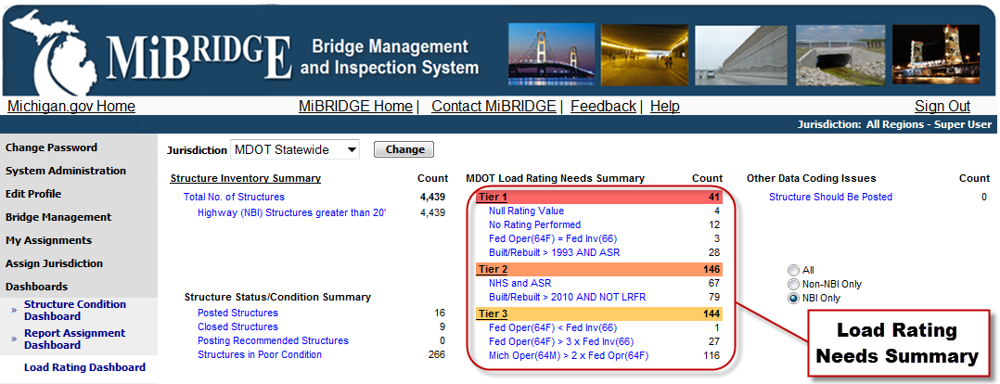 MiBRIDGE Bridge Management
and Inspection System
Michigan.gov Home MiBRIDGE Home | Contact MiBRIDGE | Feedback | Help Sign Out
Jurisdiction: All Regions - Super User
Change Password
System Administration
Edit Profile
Bridge Management
My Assignments
Assign Jurisdiction
Dashboards
» Structure Condition
Dashboard
» Report Assignment
Dashboard
Load Rating Dashboard
Jurisdiction MDOT Statewide Change
Structure Inventory Summary Count
Total No. of Structures 4,439
Highway (NBI) Structures greater than 20' 4,439
Structure Status/Condition Summary
Posted Structures 16
Closed Structures 9
Posting Recommended Structures 0
Structures in Poor Condition 266
MDOT Load Rating Needs Summary Count
Tier 1 41
Null Rating Value 4
No Rating Performed 12
Fed Oper(64F) = Fed Inv(66) 3
Built/Rebuilt > 1993 AND ASR 28
Tier 2 146
NHS and ASR 67
Built/Rebuilt > 2010 AND NOT LRFR 79
Tier 3 144
Fed Oper(64F) < Fed Inv(66) 1
Fed Oper(64F) > 3 x Fed Inv(66) 27
Mich Oper(64M) > 2 x Fed Opr(64F) 116
Other Data Coding Issues Count
Structure Should Be Posted 0
All
Non-NBI Only
NBI Only
Load Rating
Needs Summary